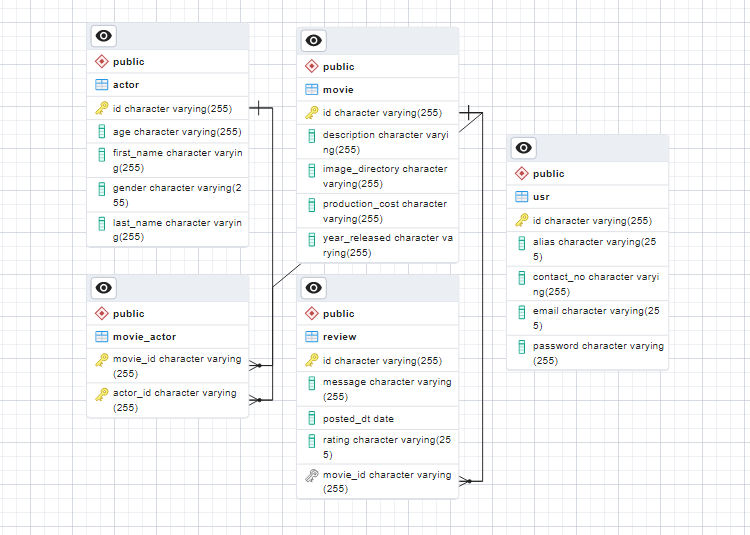 public
actor
id character varying(255)
age character varying(255)
first_name character varyin
g(255)
gender character varying(2
55)
last_name character varyin
g(255)
public
movie
id character varying(255)
description character varyi
ng(255)
image_directory character
varying(255)
production_cost character
varying(255)
year_released character va
rying(255)
public
usr
id character varying(255)
alias character varying(25
5)
contact_no character varyi
ng(255)
email character varying(25
5)
password character varying
(255)
public
movie_actor
movie_id character varying
(255)
actor_id character varying
(255)
public
review
id character varying(255)
message character varying
(255)
posted_dt date
rating character varying(25
5)
movie_id character varying
(255)